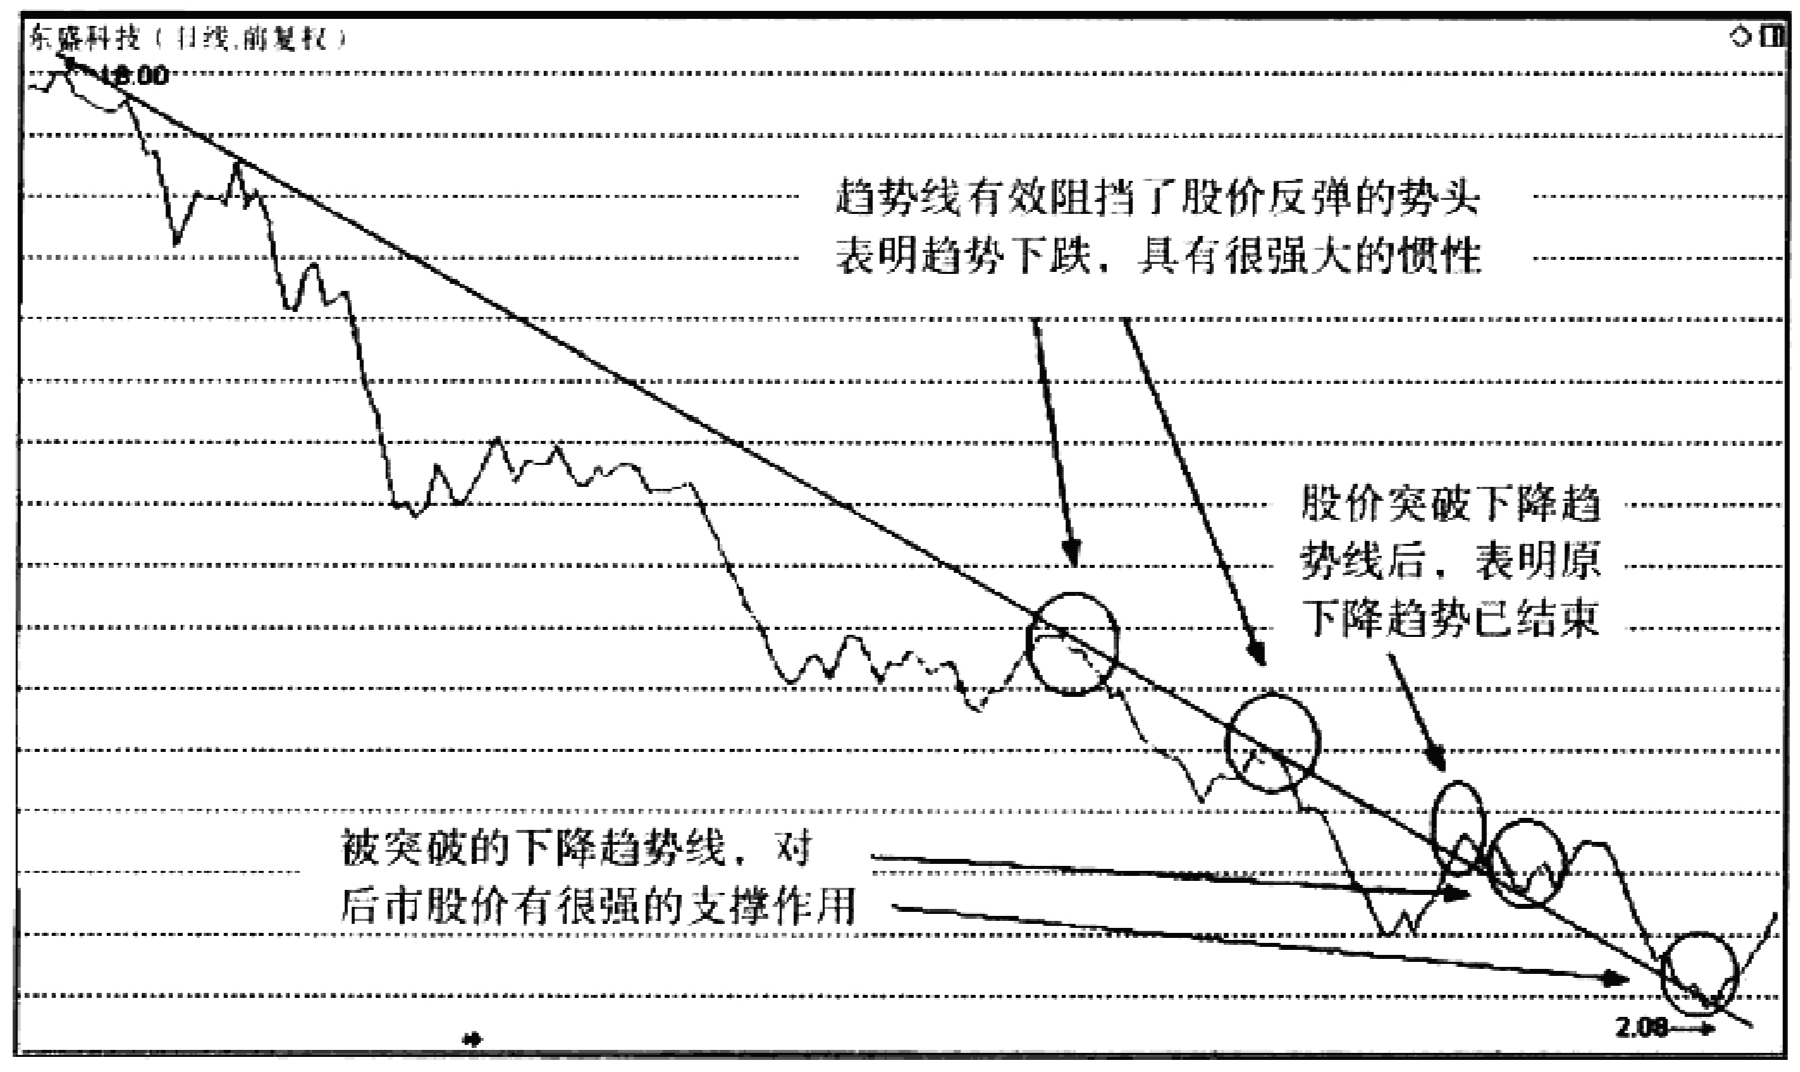 东盛科技（日线.前复权）
18.00
趋势线有效阻挡了股价反弹的势头
表明趋势下跌，具有很强大的惯性
股价突破下降趋
势线后，表明原
下降趋势已结束
被突破的下降趋势线，对
后市股价有很强的支撑作用
2.08